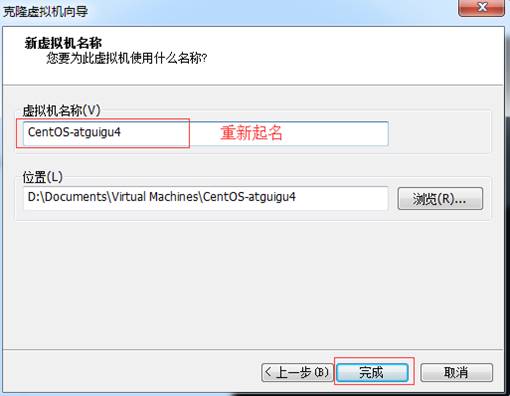 克隆虚拟机向导
新虚拟机名称
您要为此虚拟机使用什么名称?
虚拟机名称(V)
CentOS-atguigu4
重新起名
位置(L)
D:\Documents\Virtual Machines\CentOS-atguigu4
浏览(R)...
< 上一步(B)
完成
取消